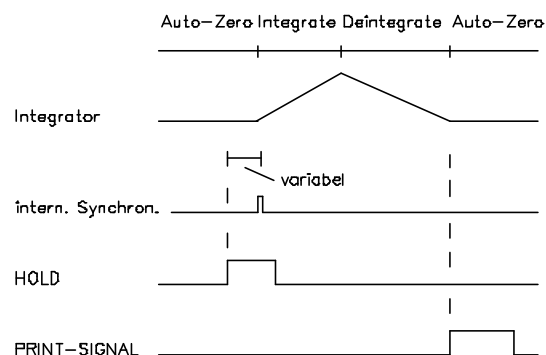 Auto-Zero Integrate Deintegrate Auto-Zero
Integrator
variabel
intern. Synchron.
HOLD
PRINT-SIGNAL